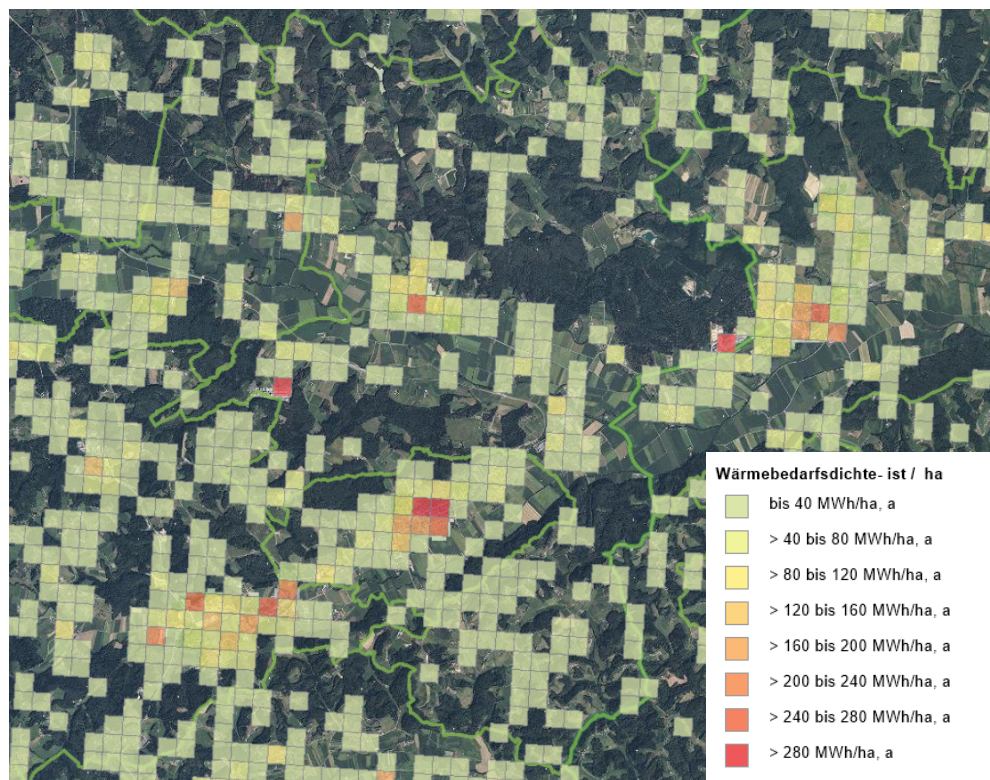 Wärmebedarfsdichte- ist / ha
bis 40 MWh/ha, a
> 40 bis 80 MWh/ha, a
> 80 bis 120 MWh/ha, a
> 120 bis 160 MWh/ha, a
> 160 bis 200 MWh/ha, a
> 200 bis 240 MWh/ha, a
> 240 bis 280 MWh/ha, a
> 280 MWh/ha, a